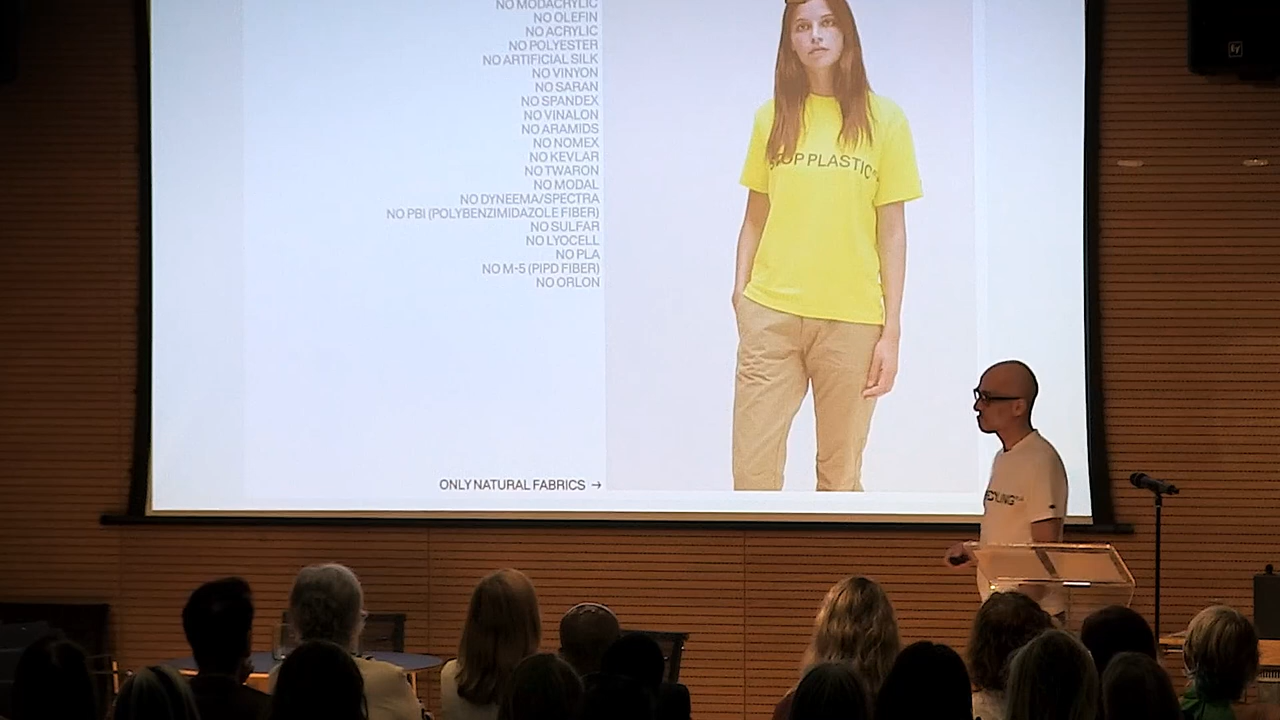 NO MODACRYLIC
NO OLEFIN
NO ACRYLIC
NO POLYESTER
NO ARTIFICIAL SILK
NO VINYON
NO SARAN
NO SPANDEX
NO VINALON
NO ARAMIDS
NO NOMEX
NO KEVLAR
NO TWARON
NO MODAL
NO DYNEEMA/SPECTRA
NO PBI (POLYBENZIMIDAZOLE FIBER)
NO SULFAR
NO LYOCELL
NO PLA
NO M-5 (PIPD FIBER)
NO ORLON
ONLY NATURAL FABRICS →
STOP PLASTIC